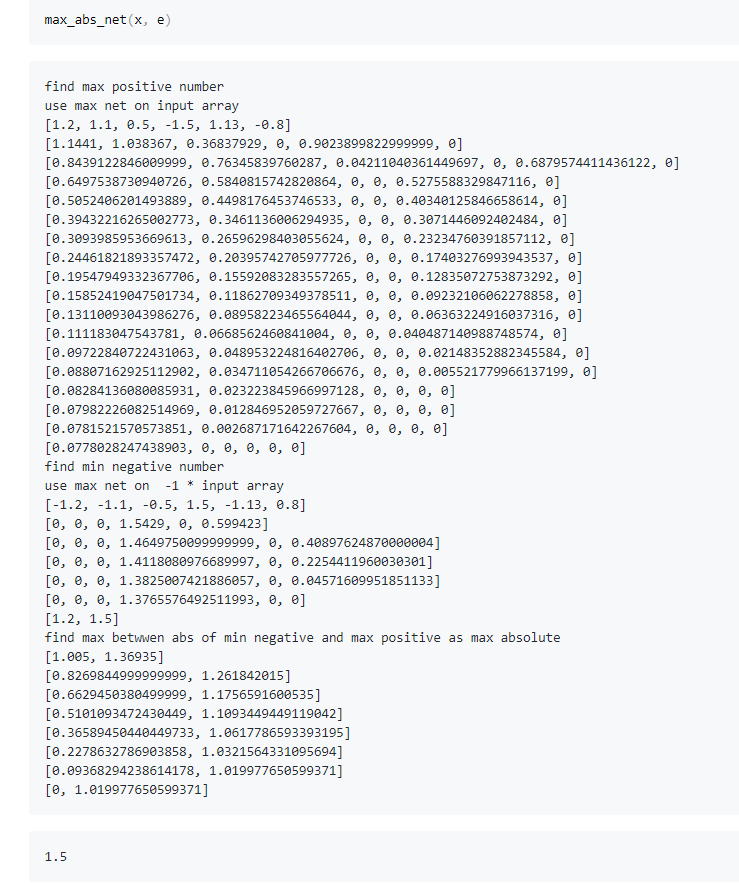 max_abs_net(x, e)
find max positive number
use max net on input array
[1.2, 1.1, 0.5, -1.5, 1.13, -0.8]
[1.1441, 1.038367, 0.36837929, 0, 0.9023899822999999, 0]
[0.8439122846009999, 0.76345839760287, 0.04211040361449697, 0, 0.6879574411436122, 0]
[0.6497538730940726, 0.5840815742820864, 0, 0, 0.5275588329847116, 0]
[0.5052406201493889, 0.4498176453746533, 0, 0, 0.40340125846658614, 0]
[0.39432216265002773, 0.3461136006294935, 0, 0, 0.3071446092402484, 0]
[0.3093985953669613, 0.26596298403055624, 0, 0, 0.23234760391857112, 0]
[0.24461821893357472, 0.20395742705977726, 0, 0, 0.17403276993943537, 0]
[0.19547949332367706, 0.15592083283557265, 0, 0, 0.12835072753873292, 0]
[0.15852419047501734, 0.11862709349378511, 0, 0, 0.09232106062278858, 0]
[0.13110093043986276, 0.08958223465564044, 0, 0, 0.06363224916037316, 0]
[0.111183047543781, 0.0668562460841004, 0, 0, 0.040487140988748574, 0]
[0.09722840722431063, 0.048953224816402706, 0, 0, 0.02148352882345584, 0]
[0.08807162925112902, 0.034711054266706676, 0, 0, 0.005521779966137199, 0]
[0.08284136080085931, 0.023223845966997128, 0, 0, 0, 0]
[0.07982226082514969, 0.012846952059727667, 0, 0, 0, 0]
[0.0781521570573851, 0.002687171642267604, 0, 0, 0, 0]
[0.0778028247438903, 0, 0, 0, 0, 0]
find min negative number
use max net on  -1 * input array
[-1.2, -1.1, -0.5, 1.5, -1.13, 0.8]
[0, 0, 0, 1.5429, 0, 0.599423]
[0, 0, 0, 1.4649750099999999, 0, 0.40897624870000004]
[0, 0, 0, 1.4118080976689997, 0, 0.2254411960030301]
[0, 0, 0, 1.3825007421886057, 0, 0.04571609951851133]
[0, 0, 0, 1.3765576492511993, 0, 0]
[1.2, 1.5]
find max betwwen abs of min negative and max positive as max absolute
[1.005, 1.36935]
[0.8269844999999999, 1.261842015]
[0.6629450380499999, 1.1756591600535]
[0.5101093472430449, 1.1093449449119042]
[0.36589450440449733, 1.0617786593393195]
[0.2278632786903858, 1.0321564331095694]
[0.09368294238614178, 1.019977650599371]
[0, 1.019977650599371]
1.5